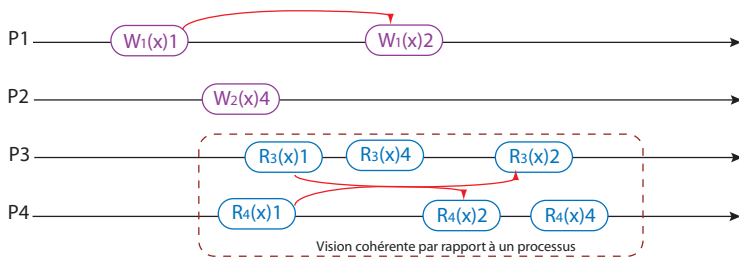 P1 W1(x)1 W1(x)2
P2 W2(x)4
P3 R3(x)1 R3(x)4 R3(x)2
P4 R4(x)1 R4(x)2 R4(x)4
Vision cohérente par rapport à un processus